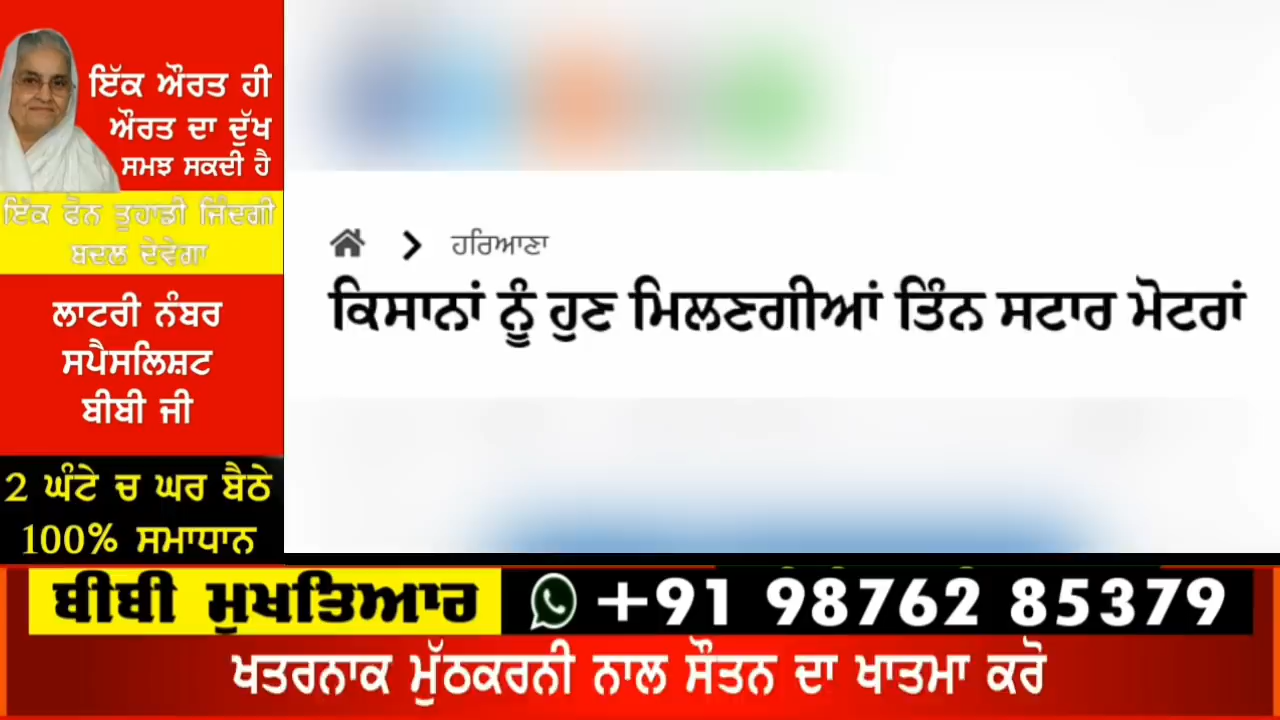 ਇੱਕ ਔਰਤ ਹੀ
ਔਰਤ ਦਾ ਦੁੱਖ
ਸਮਝ ਸਕਦੀ ਹੈ
ਇੱਕ ਫੋਨ ਤੁਹਾਡੀ ਜਿੰਦਗੀ
ਬਦਲ ਦੇਵੇਗਾ
ਲਾਟਰੀ ਨੰਬਰ
ਸਪੈਸਲਿਸ਼ਟ
ਬੀਬੀ ਜੀ
2 ਘੰਟੇ ਚ ਘਰ ਬੈਠੇ
100% ਸਮਾਧਾਨ
ਹਰਿਆਣਾ
ਕਿਸਾਨਾਂ ਨੂੰ ਹੁਣ ਮਿਲਣਗੀਆਂ ਤਿੰਨ ਸਟਾਰ ਮੋਟਰਾਂ
ਬੀਬੀ ਮੁਖਤਿਆਰ +91 98762 85379
ਖਤਰਨਾਕ ਮੁੱਠਕਰਨੀ ਨਾਲ ਸੌਤਨ ਦਾ ਖਾਤਮਾ ਕਰੋ